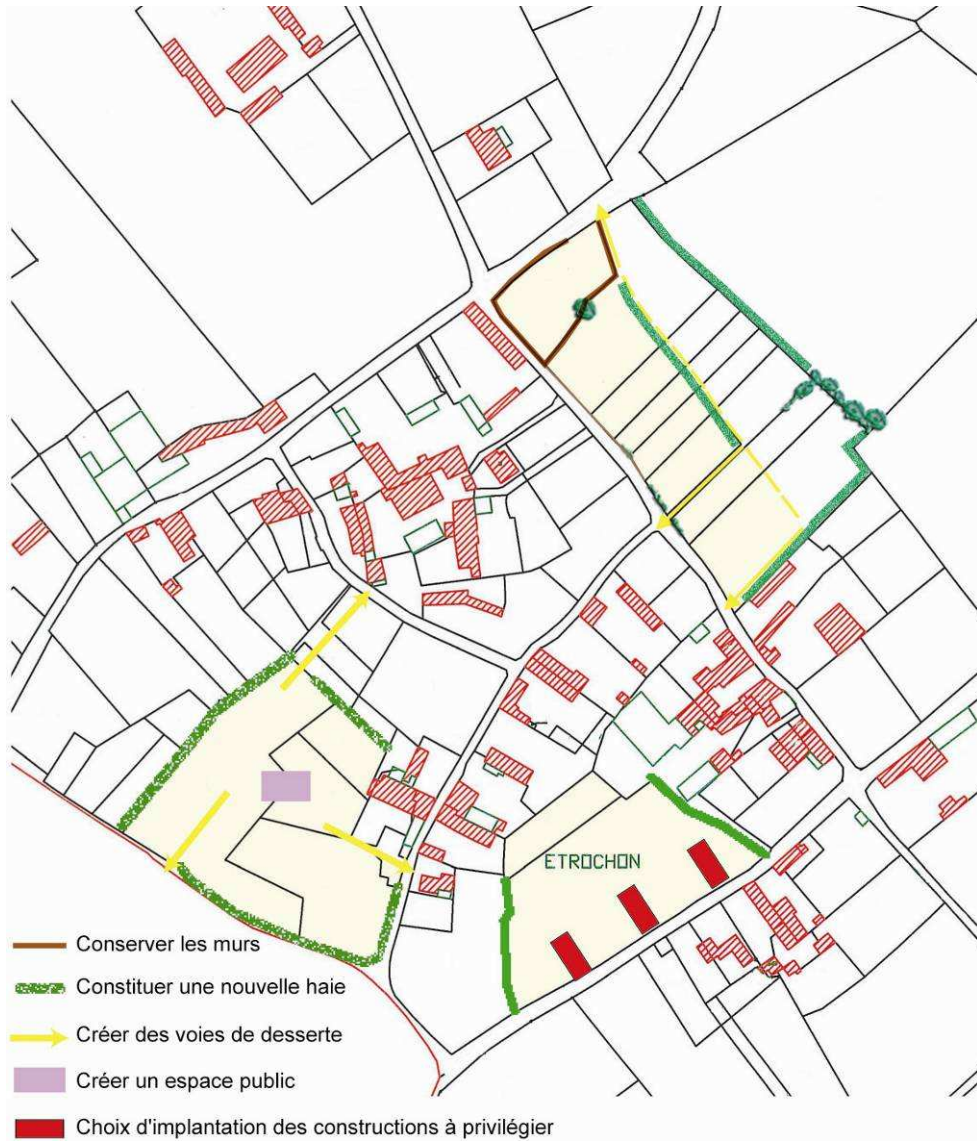 ETROCHON
Conserver les murs
Constituer une nouvelle haie
Créer des voies de desserte
Créer un espace public
Choix d'implantation des constructions à privilégier